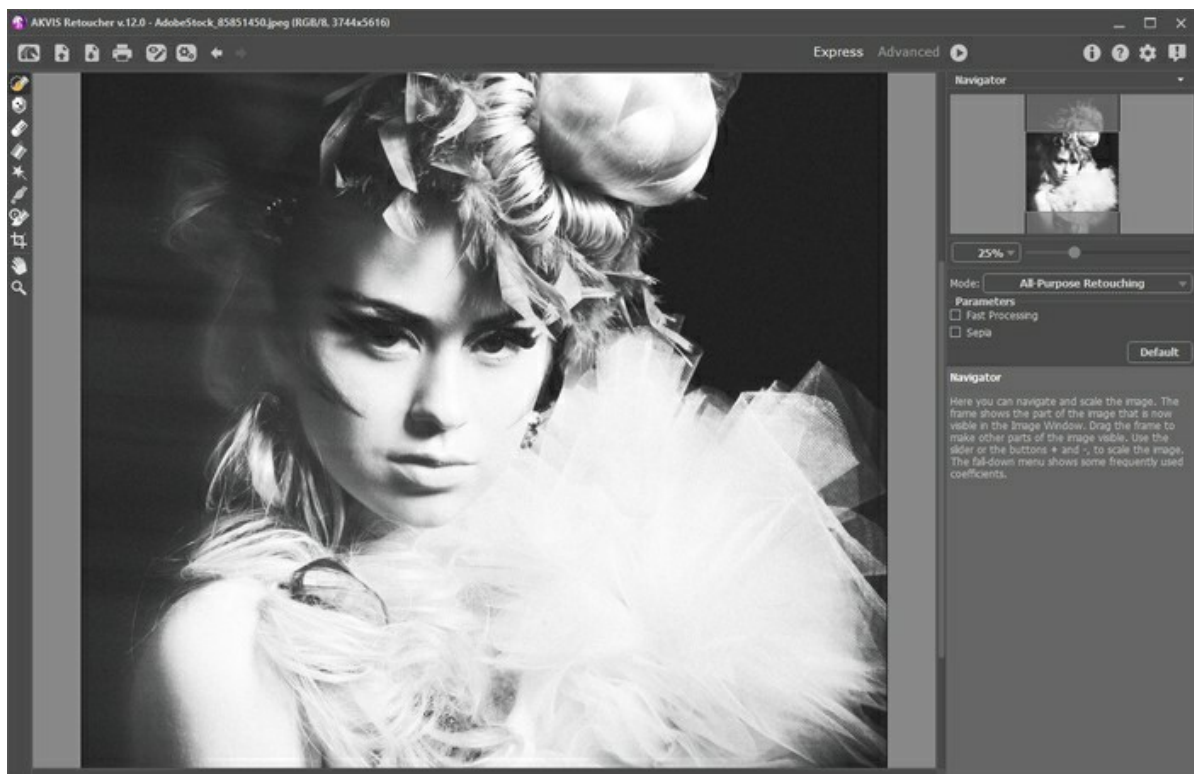 AKVIS Retoucher v.12.0 - AdobeStock_85851450.jpeg (RGB/8, 3744x5616)
Express Advanced
Navigator
25%
Mode: All-Purpose Retouching
Parameters
Fast Processing
Sepia
Default
Navigator
Here you can navigate and scale the image. The
frame shows the part of the image that is now
visible in the Image Window. Drag the frame to
make other parts of the image visible. Use the
slider or the buttons + and -, to scale the image.
The fall-down menu shows some frequently used
coefficients.